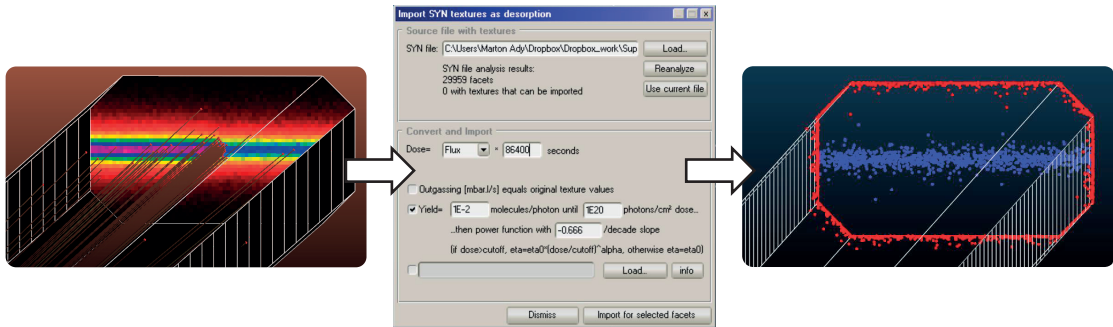 Import SYN textures as desorption
Source file with textures
SYN file: C:\Users\Marton Ady\Dropbox\Dropbox_work\Sup Load..
SYN file analysis results:
29959 facets
0 with textures that can be imported
Reanalyze
Use current file
Convert and Import
Dose= Flux * 86400 seconds
Outgassing [mbar.l/s] equals original texture values
Yield= 1E-2 molecules/photon until 1E20 photons/cm² dose...
...then power function with -0.666 /decade slope
(if dose>cutoff, eta=eta0*(dose/cutoff)^alpha, otherwise eta=eta0)
Load.. info
Dismiss Import for selected facets